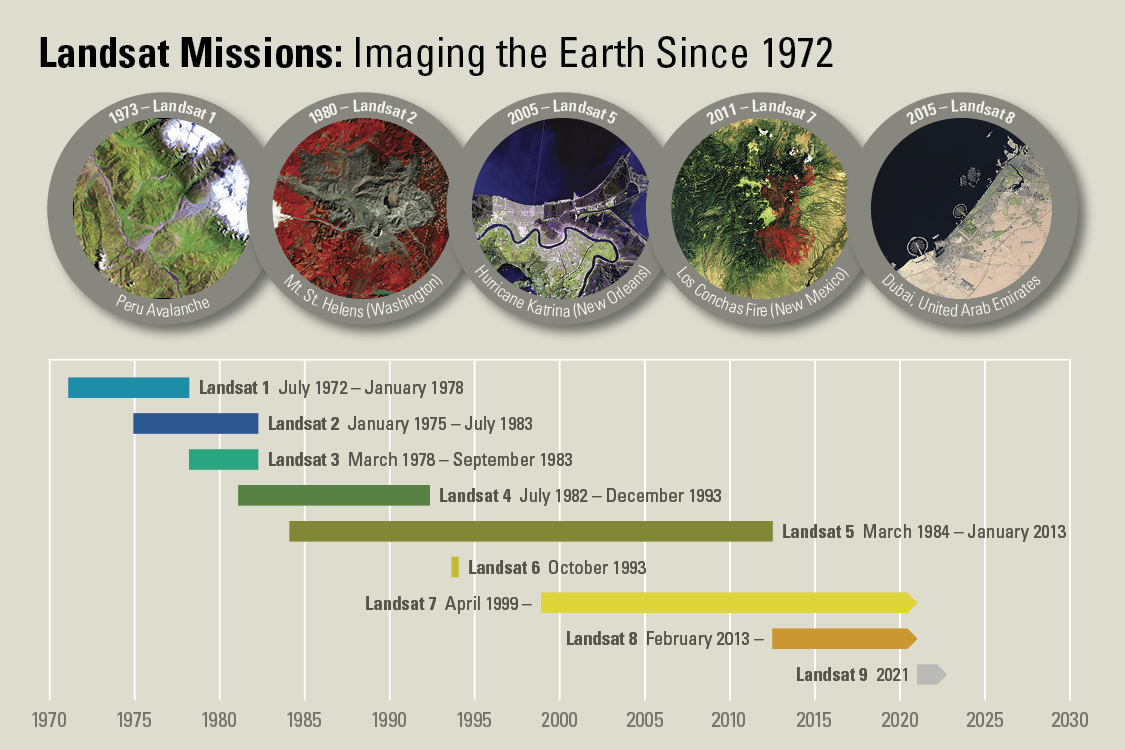 Landsat Missions: Imaging the Earth Since 1972
1973 – Landsat 1
1980 – Landsat 2
2005 – Landsat 5
2011 – Landsat 7
2015 – Landsat 8
Peru Avalanche
Mt. St. Helens (Washington)
Hurricane Katrina (New Orleans)
Los Conchas Fire (New Mexico)
Dubai, United Arab Emirates
Landsat 1 July 1972 – January 1978
Landsat 2 January 1975 – July 1983
Landsat 3 March 1978 – September 1983
Landsat 4 July 1982 – December 1993
Landsat 5 March 1984 – January 2013
Landsat 6 October 1993
Landsat 7 April 1999 –
Landsat 8 February 2013 –
Landsat 9 2021
1970 1975 1980 1985 1990 1995 2000 2005 2010 2015 2020 2025 2030